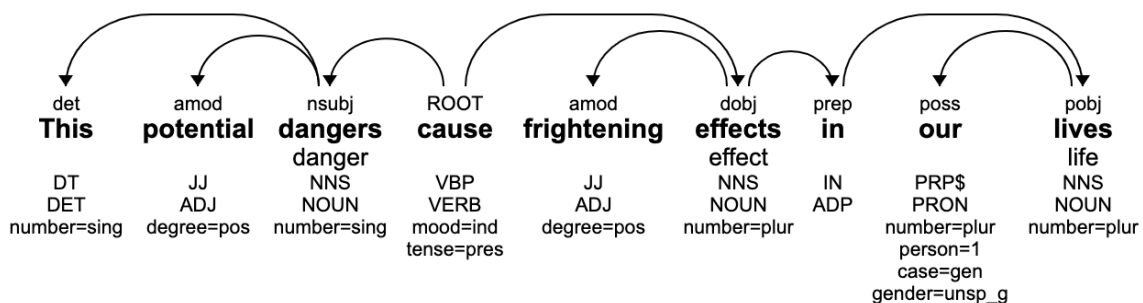 det amod nsubj ROOT amod dobj prep poss pobj
This potential dangers cause frightening effects in our lives
danger effect life
DT JJ NNS VBP JJ NNS IN PRP$ NNS
DET ADJ NOUN VERB ADJ NOUN ADP PRON NOUN
number=sing degree=pos number=sing mood=ind degree=pos number=plur number=plur number=plur
tense=pres person=1
case=gen
gender=unsp_g